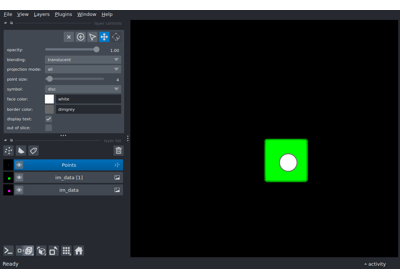 File View Layers Plugins Window Help
layer controls
opacity: 1.00
blending: translucent
projection mode: all
point size:
symbol: disc
face color: white
border color: dimgrey
display text:
out of slice:
layer list
Points
im_data [1]
im_data
Ready activity